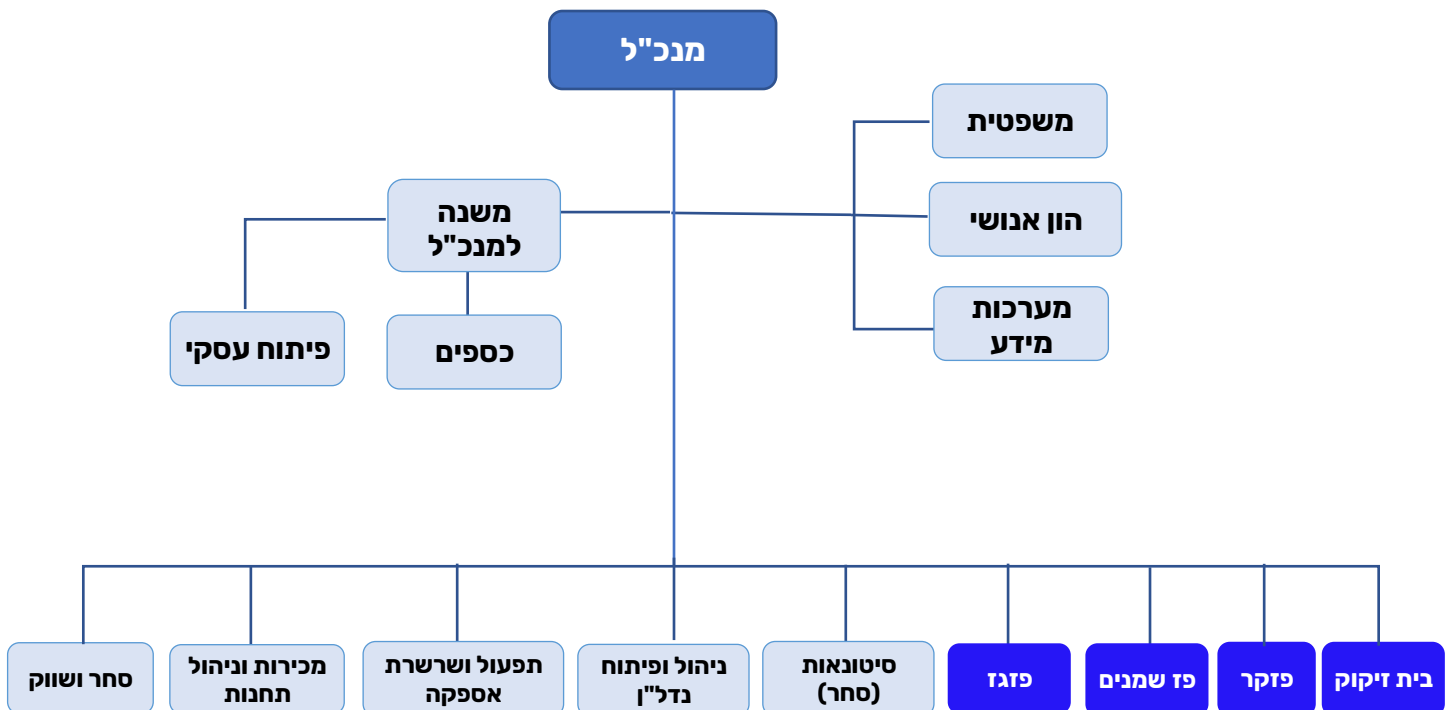 מנכ"ל
משפטית
משנה
למנכ"ל
הון אנושי
מערכות
מידע
כספים
פיתוח עסקי
בית זיקוק
פזקר
פז שמנים
פזגז
סיטונאות
(סחר)
ניהול ופיתוח
נדל"ן
תפעול ושרשרת
אספקה
מכירות וניהול
תחנות
סחר ושווק